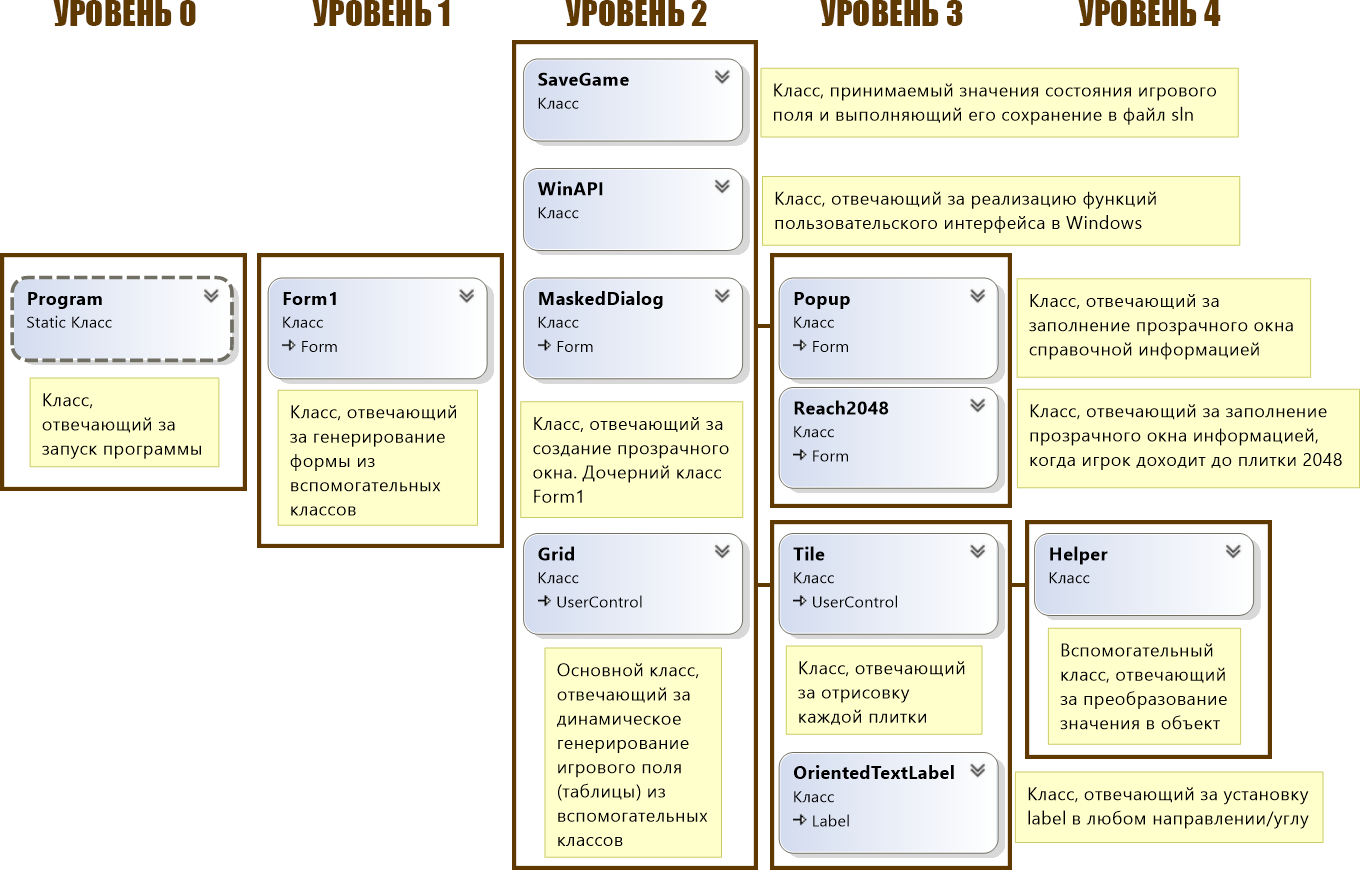 УРОВЕНЬ 0
УРОВЕНЬ 1
УРОВЕНЬ 2
УРОВЕНЬ 3
УРОВЕНЬ 4
Program
Static Класс
Класс,
отвечающий за
запуск программы
Form1
Класс
Form
Класс, отвечающий
за генерирование
формы из
вспомогательных
классов
SaveGame
Класс
Класс, принимаемый значения состояния игрового
поля и выполняющий его сохранение в файл sln
WinAPI
Класс
Класс, отвечающий за реализацию функций
пользовательского интерфейса в Windows
MaskedDialog
Класс
Form
Класс, отвечающий за
создание прозрачного
окна. Дочерний класс
Form1
Grid
Класс
UserControl
Основной класс,
отвечающий за
динамическое
генерирование
игрового поля
(таблицы) из
вспомогательных
классов
Popup
Класс
Form
Класс, отвечающий за
заполнение прозрачного окна
справочной информацией
Reach2048
Класс
Form
Класс, отвечающий за заполнение
прозрачного окна информацией,
когда игрок доходит до плитки 2048
Tile
Класс
UserControl
Класс, отвечающий
за отрисовку
каждой плитки
OrientedTextLabel
Класс
Label
Класс, отвечающий за установку
label в любом направлении/углу
Helper
Класс
Вспомогательный
класс, отвечающий
за преобразование
значения в объект